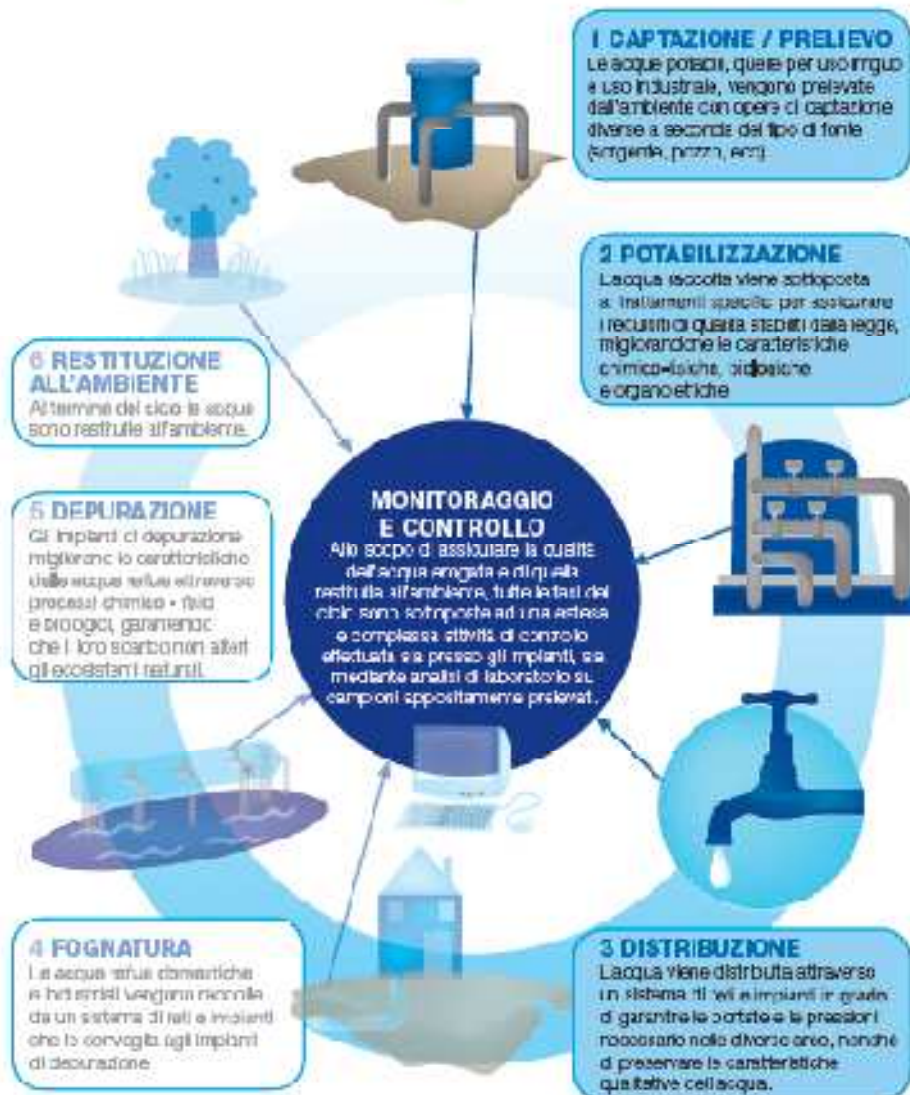 1 CAPTAZIONE / PRELIEVO
Le acque potabili, quelle per uso irriguo
e uso industriale, vengono prelevate
dall'ambiente con opere di captazione
diverse a seconda del tipo di fonte
(sorgente, pozzo, ecc).
2 POTABILIZZAZIONE
L'acqua raccolta viene sottoposta
a trattamenti specifici per assicurare
i requisiti di qualità stabiliti dalla legge,
migliorandone le caratteristiche
chimico-fisiche, biologiche
e organolettiche
6 RESTITUZIONE
ALL'AMBIENTE
Al termine del ciclo le acque
sono restituite all'ambiente.
5 DEPURAZIONE
Gli impianti di depurazione
migliorano le caratteristiche
delle acque reflue attraverso
processi chimico - fisici
e biologici, garantendo
che i loro scarichi non alterino
gli ecosistemi naturali.
MONITORAGGIO
E CONTROLLO
Allo scopo di assicurare la qualità
dell'acqua erogata e di quella
restituita all'ambiente, tutte le fasi del
ciclo sono sottoposte ad una estesa
e complessa attività di controllo
effettuata sia presso gli impianti, sia
mediante analisi di laboratorio su
campioni appositamente prelevati.
4 FOGNATURA
Le acque reflue domestiche
e industriali vengono raccolte
da un sistema di reti e impianti
che le convoglia agli impianti
di depurazione
3 DISTRIBUZIONE
L'acqua viene distribuita attraverso
un sistema di reti e impianti in grado
di garantire le portate e le pressioni
necessarie nelle diverse aree, nonché
di preservare le caratteristiche
qualitative dell'acqua.